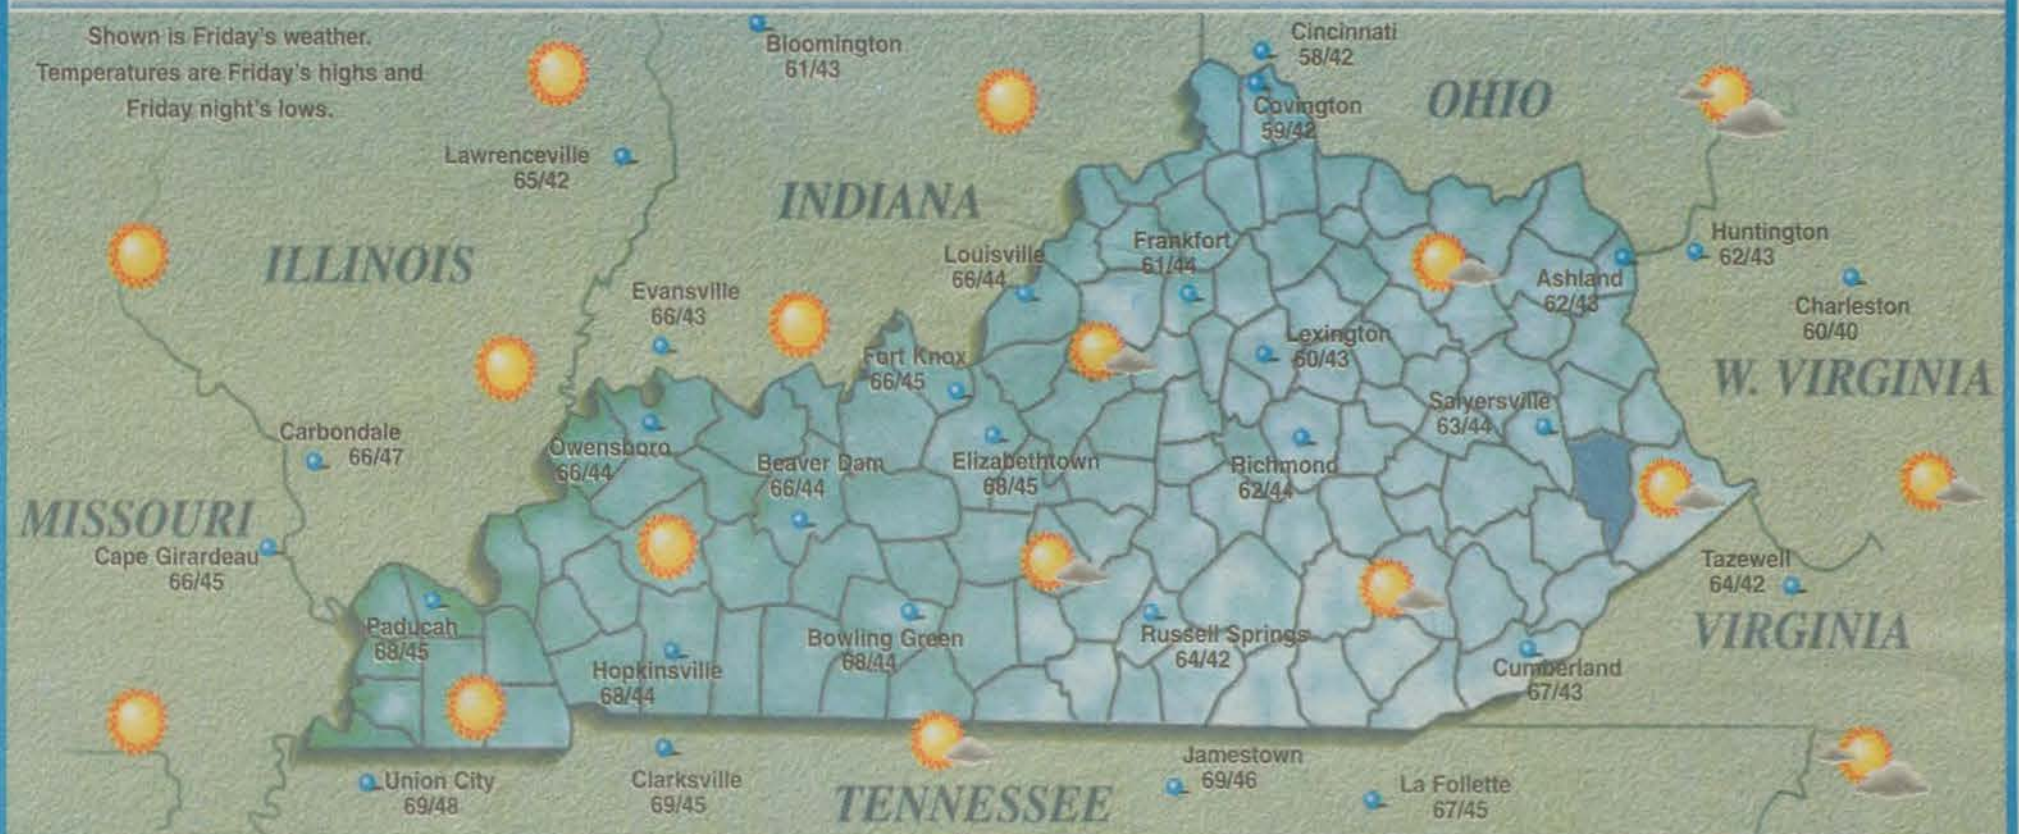 Shown is Friday's weather.
Temperatures are Friday's highs and
Friday night's lows.
Bloomington
61/43
Cincinnati
58/42
Covington
59/42
OHIO
Lawrenceville
65/42
INDIANA
ILLINOIS
Louisville
66/44
Frankfort
61/44
Huntington
62/43
Ashland
62/43
Charleston
60/40
Evansville
66/43
Lexington
60/43
Fort Knox
66/45
W. VIRGINIA
Salyersville
63/44
Carbondale
66/47
Owensboro
66/44
Beaver Dam
66/44
Elizabethtown
68/45
Richmond
62/44
MISSOURI
Cape Girardeau
66/45
Tazewell
64/42
VIRGINIA
Paducah
68/45
Hopkinsville
68/44
Bowling Green
68/44
Russell Springs
64/42
Cumberland
67/43
Union City
69/48
Clarksville
69/45
TENNESSEE
Jamestown
69/46
La Follette
67/45